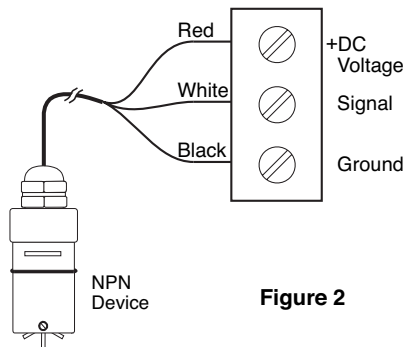 Red
+DC
Voltage
White
Signal
Black
Ground
NPN
Device
Figure 2